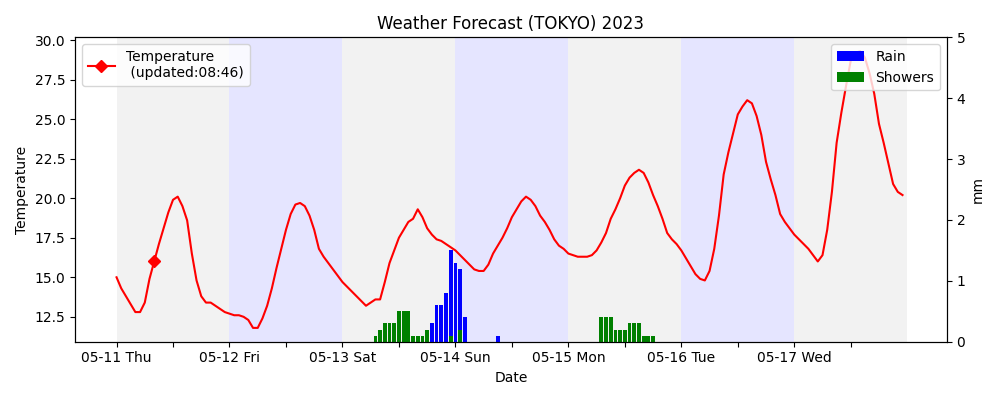 Weather Forecast (TOKYO) 2023
Temperature
(updated:08:46)
Rain
Showers
30.0
27.5
25.0
22.5
20.0
17.5
15.0
12.5
Temperature
5
4
3
2
1
0
mm
05-11 Thu
05-12 Fri
05-13 Sat
05-14 Sun
05-15 Mon
05-16 Tue
05-17 Wed
Date